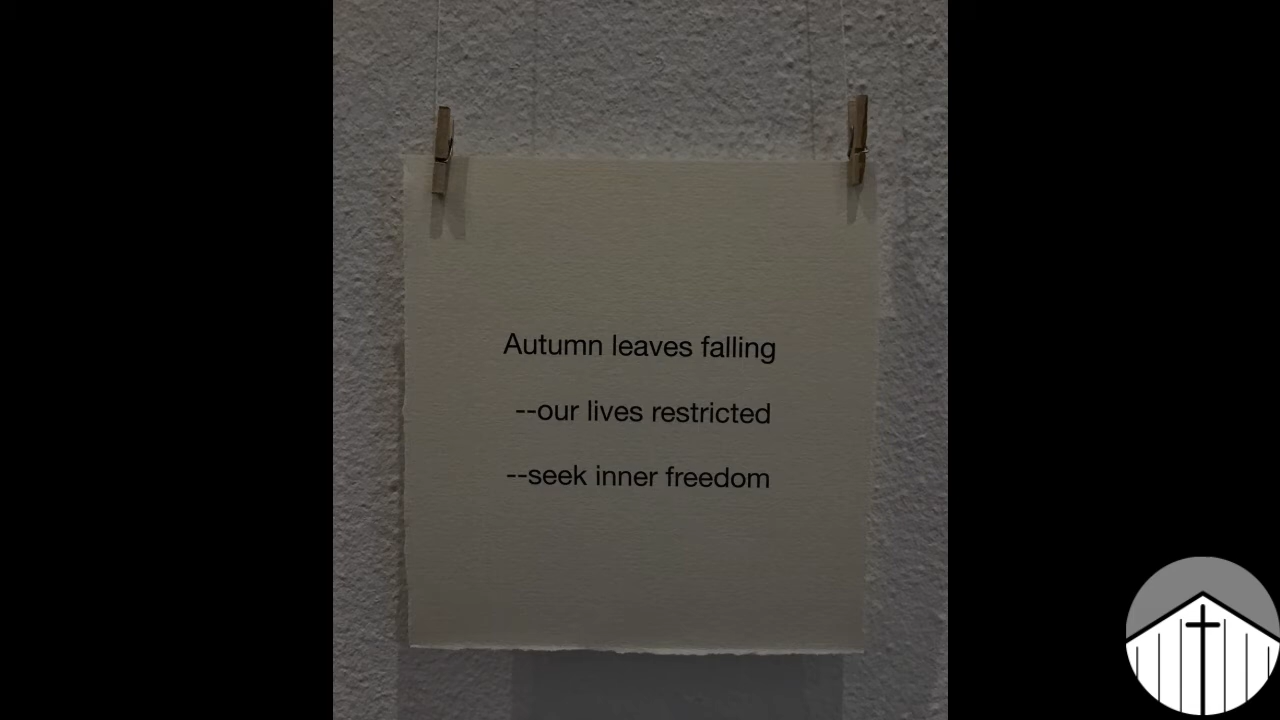 Autumn leaves falling
--our lives restricted
--seek inner freedom